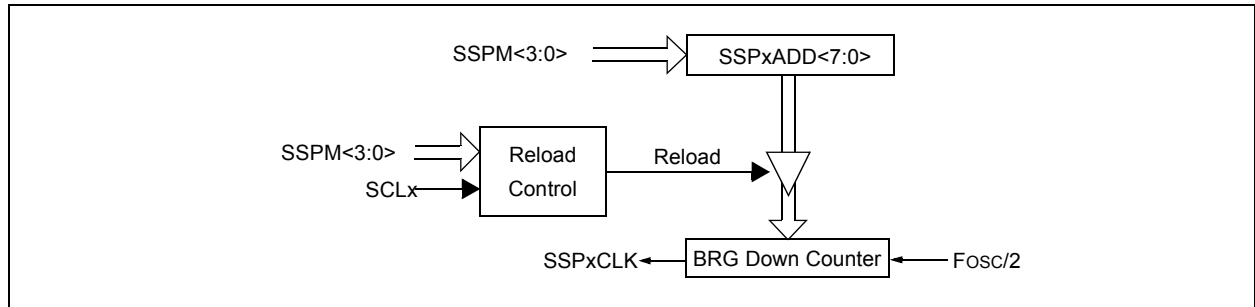 SSPM<3:0>
SSPxADD<7:0>
SSPM<3:0>
SCLx
Reload
Control
Reload
SSPxCLK
BRG Down Counter
FOSC/2